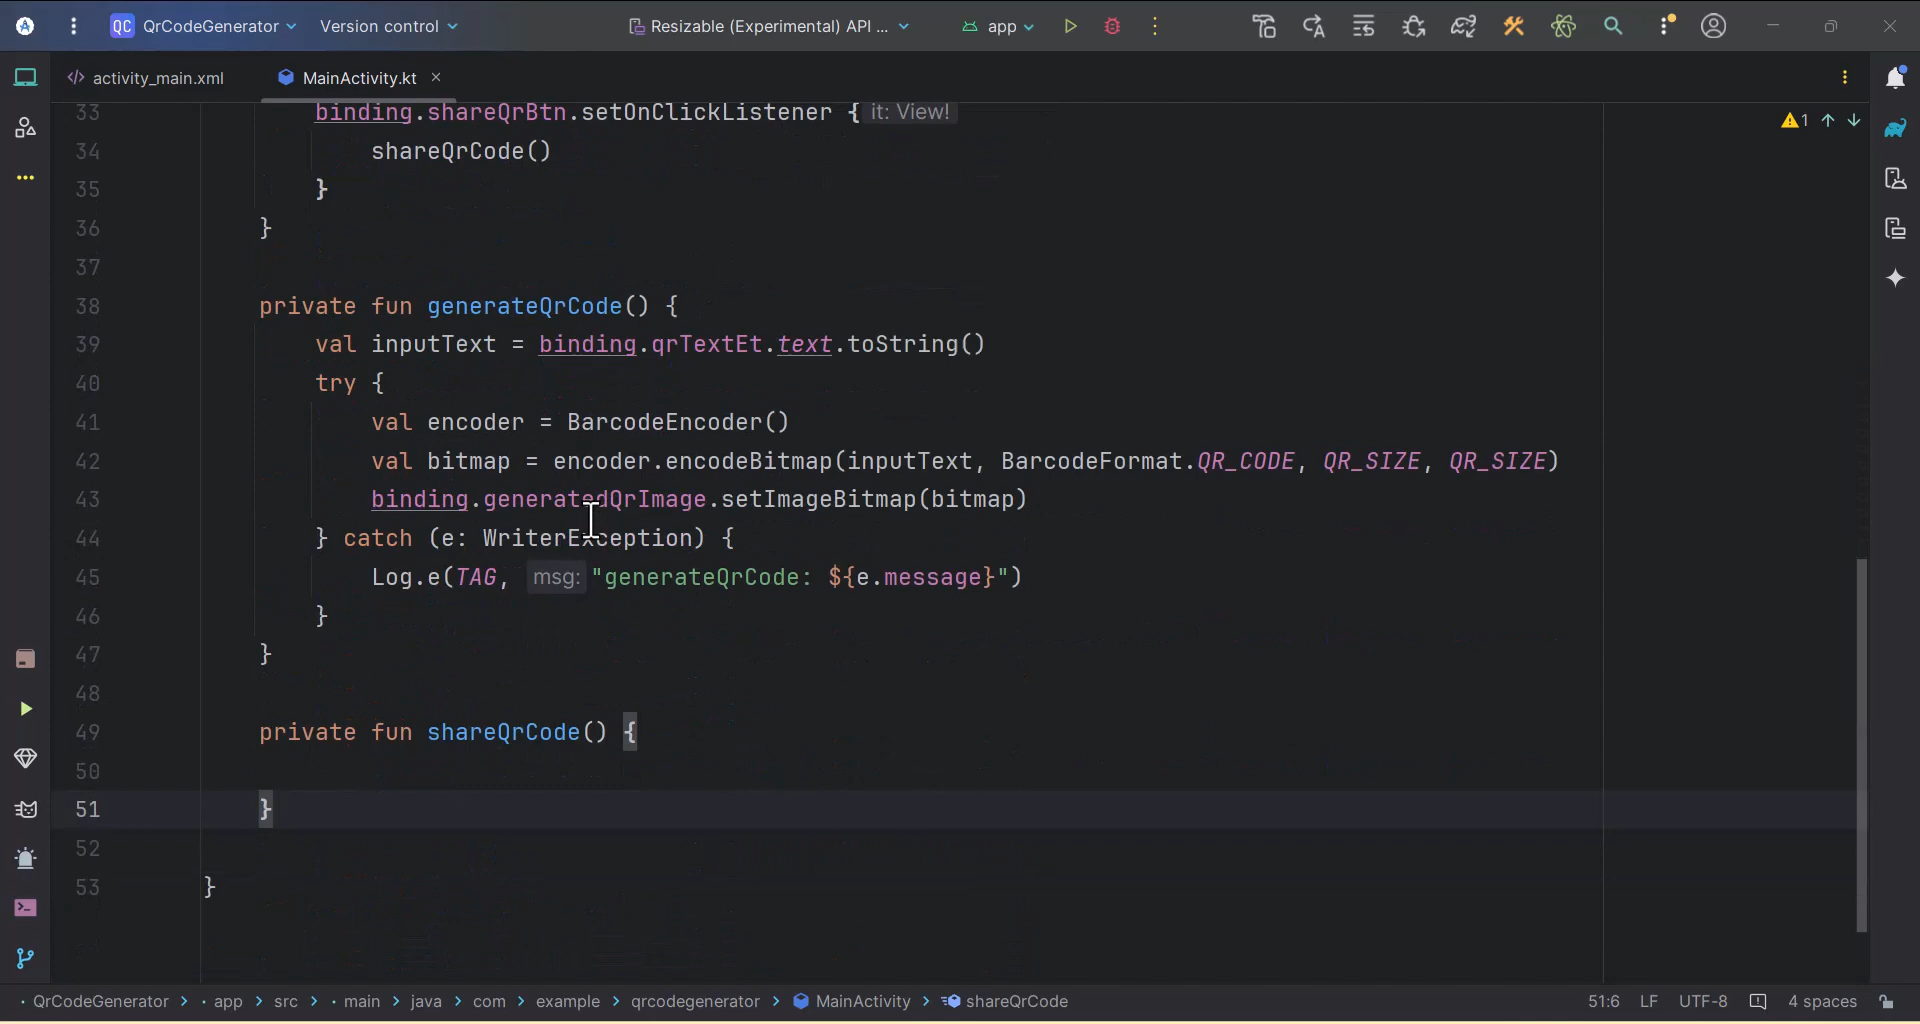 QC QrCodeGenerator Version control Resizable (Experimental) API ... app
activity_main.xml MainActivity.kt
33 binding.shareQrBtn.setOnClickListener { it: View!
1
34 shareQrCode()
35 }
36 }
37
38 private fun generateQrCode() {
39 val inputText = binding.qrTextEt.text.toString()
40 try {
41 val encoder = BarcodeEncoder()
42 val bitmap = encoder.encodeBitmap(inputText, BarcodeFormat.QR_CODE, QR_SIZE, QR_SIZE)
43 binding.generatedQrImage.setImageBitmap(bitmap)
44 } catch (e: WriterException) {
45 Log.e(TAG, msg: "generateQrCode: ${e.message}")
46 }
47 }
48
49 private fun shareQrCode() {
50
51 }
52
53 }
QrCodeGenerator > app > src > main > java > com > example > qrcodegenerator > MainActivity > shareQrCode 51:6 LF UTF-8 4 spaces